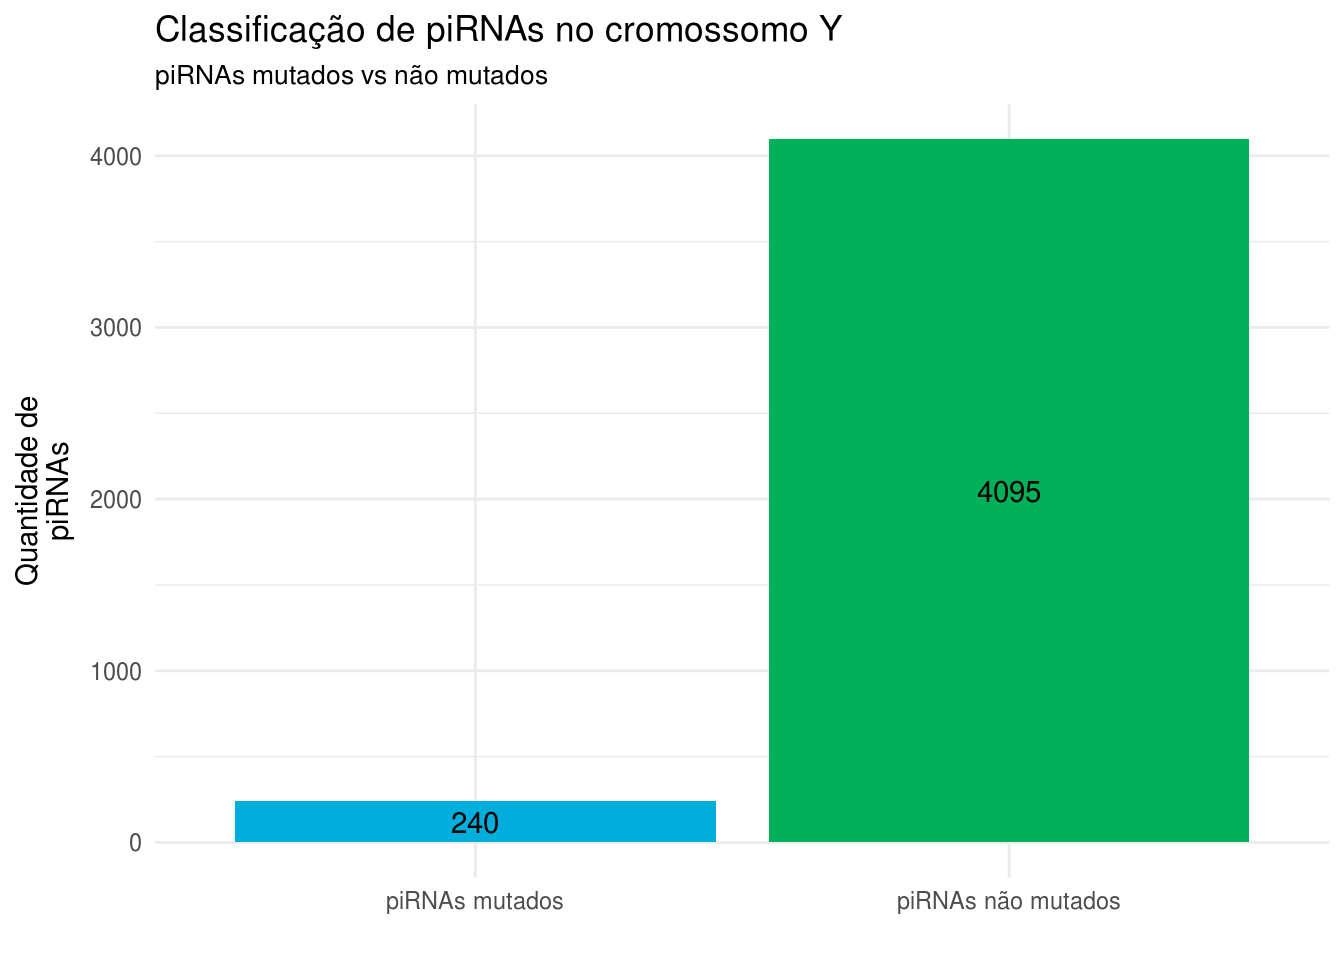 Classificação de piRNAs no cromossomo Y
piRNAs mutados vs não mutados
Quantidade de
piRNAs
4000
3000
2000
1000
0
240
4095
piRNAs mutados
piRNAs não mutados